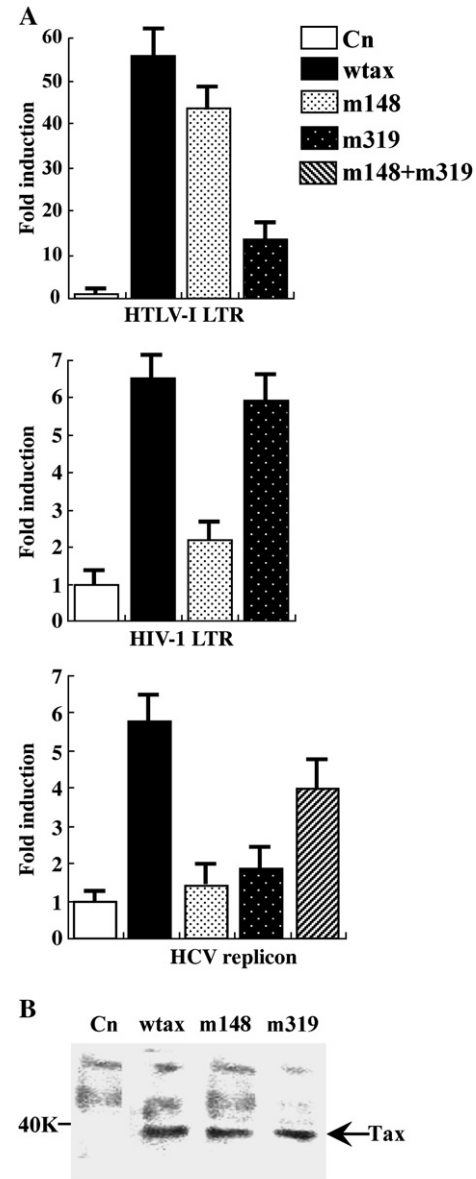 A
Fold induction
60
50
40
30
20
10
0
HTLV-I LTR
Cn
wtax
m148
m319
m148+m319
Fold induction
7
6
5
4
3
2
1
0
HIV-1 LTR
Fold induction
7
6
5
4
3
2
1
0
HCV replicon
B
Cn wtax m148 m319
40K
Tax